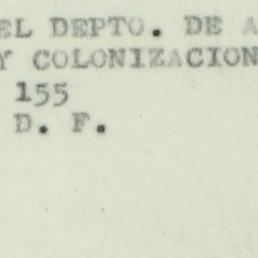 EL DEPTO. DE A
Y COLONIZACION
155
D. F.